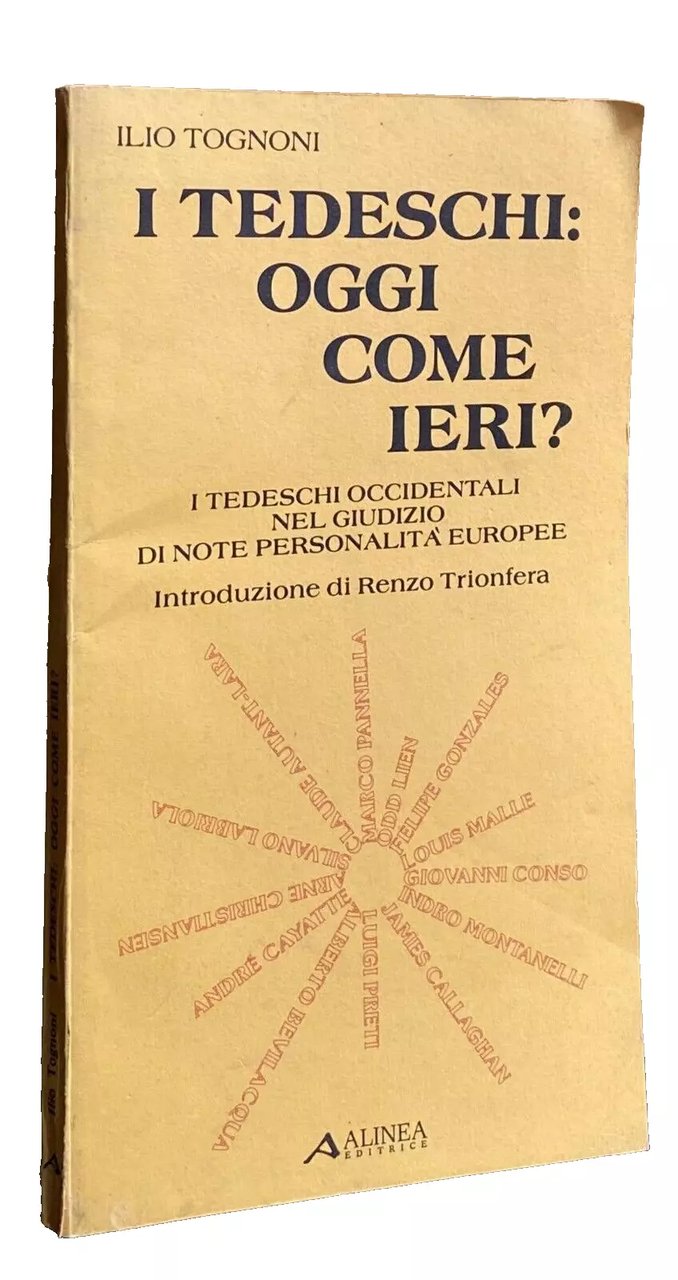 ILIO TOGNONI
I TEDESCHI:
OGGI
COME
IERI?
I TEDESCHI OCCIDENTALI
NEL GIUDIZIO
DI NOTE PERSONALITA' EUROPEE
Introduzione di Renzo Trionfera
MARCO PANNELLA
ODD LIEN
FELIPE GONZALES
LOUIS MALLE
GIOVANNI CONSO
INDRO MONTANELLI
JAMES CALLAGHAN
LUIGI PRIETI
ALBERTO BEVILACQUA
ANDRÉ CAYATTE
ARNE CHRISTIANSEN
SILVANO LABRIOLA
CLAUDE AUTANT-LARA
ALINEA
EDITRICE
Ilio Tognoni I TEDESCHI OGGI COME IERI?